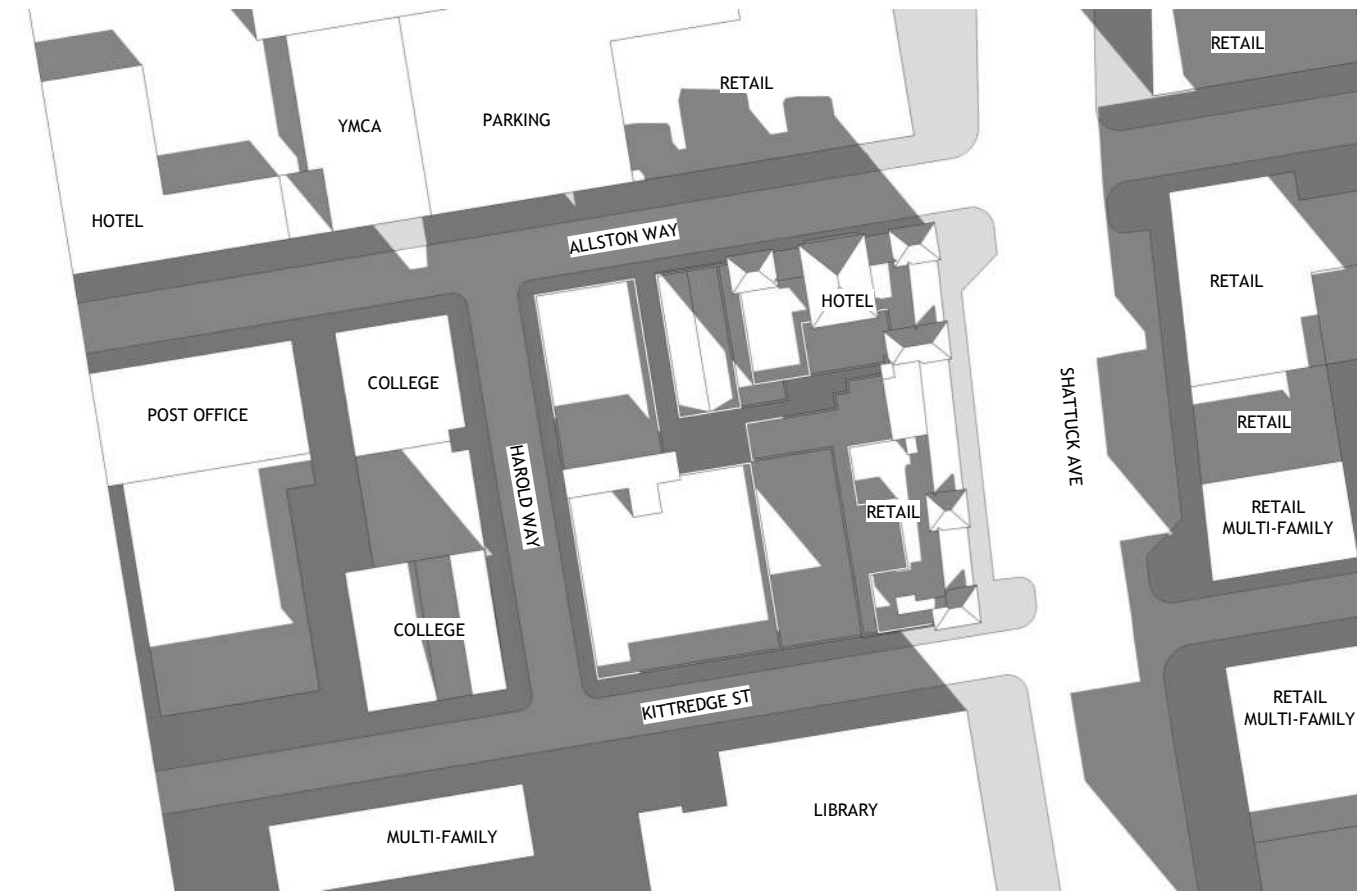 RETAIL
RETAIL
YMCA
PARKING
HOTEL
ALLSTON WAY
RETAIL
HOTEL
COLLEGE
POST OFFICE
SHATTUCK AVE
RETAIL
HAROLD WAY
RETAIL
RETAIL
MULTI-FAMILY
COLLEGE
KITTREDGE ST
RETAIL
MULTI-FAMILY
LIBRARY
MULTI-FAMILY